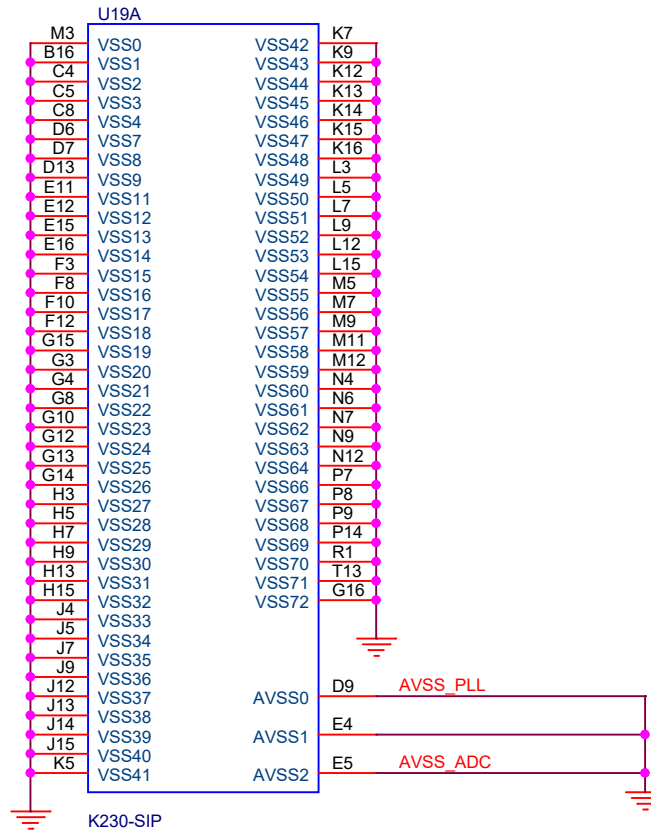 U19A
M3 VSS0 VSS42 K7
B16 VSS1 VSS43 K9
C4 VSS2 VSS44 K12
C5 VSS3 VSS45 K13
C8 VSS4 VSS46 K14
D6 VSS7 VSS47 K15
D7 VSS8 VSS48 K16
D13 VSS9 VSS49 L3
E11 VSS11 VSS50 L5
E12 VSS12 VSS51 L7
E15 VSS13 VSS52 L9
E16 VSS14 VSS53 L12
F3 VSS15 VSS54 L15
F8 VSS16 VSS55 M5
F10 VSS17 VSS56 M7
F12 VSS18 VSS57 M9
G15 VSS19 VSS58 M11
G3 VSS20 VSS59 M12
G4 VSS21 VSS60 N4
G8 VSS22 VSS61 N6
G10 VSS23 VSS62 N7
G12 VSS24 VSS63 N9
G13 VSS25 VSS64 N12
G14 VSS26 VSS66 P7
H3 VSS27 VSS67 P8
H5 VSS28 VSS68 P9
H7 VSS29 VSS69 P14
H9 VSS30 VSS70 R1
H13 VSS31 VSS71 T13
H15 VSS32 VSS72 G16
J4 VSS33
J5 VSS34
J7 VSS35
J9 VSS36
J12 VSS37 AVSS0 D9 AVSS_PLL
J13 VSS38
J14 VSS39 AVSS1 E4
J15 VSS40
K5 VSS41 AVSS2 E5 AVSS_ADC
K230-SIP